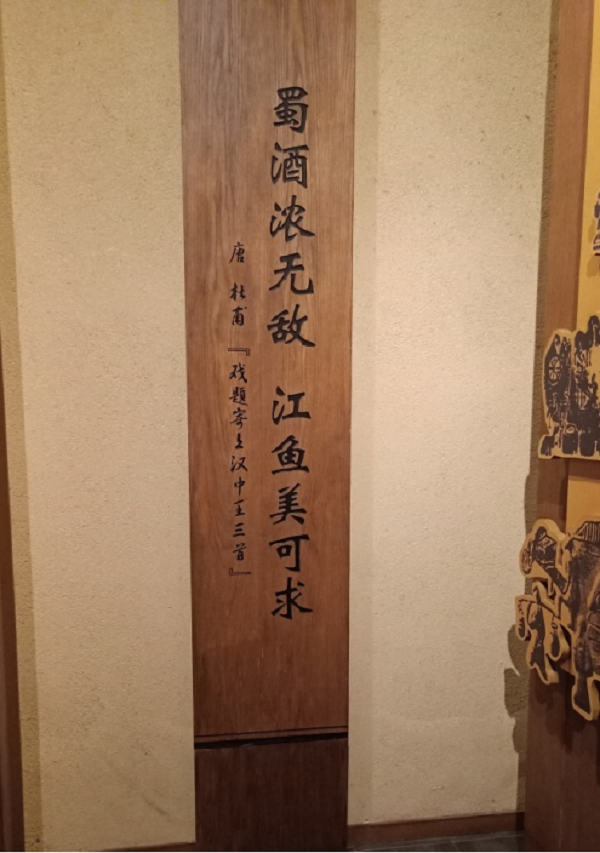 蜀酒浓无敌 江鱼美可求
唐 杜甫『戏题寄上汉中王三首』